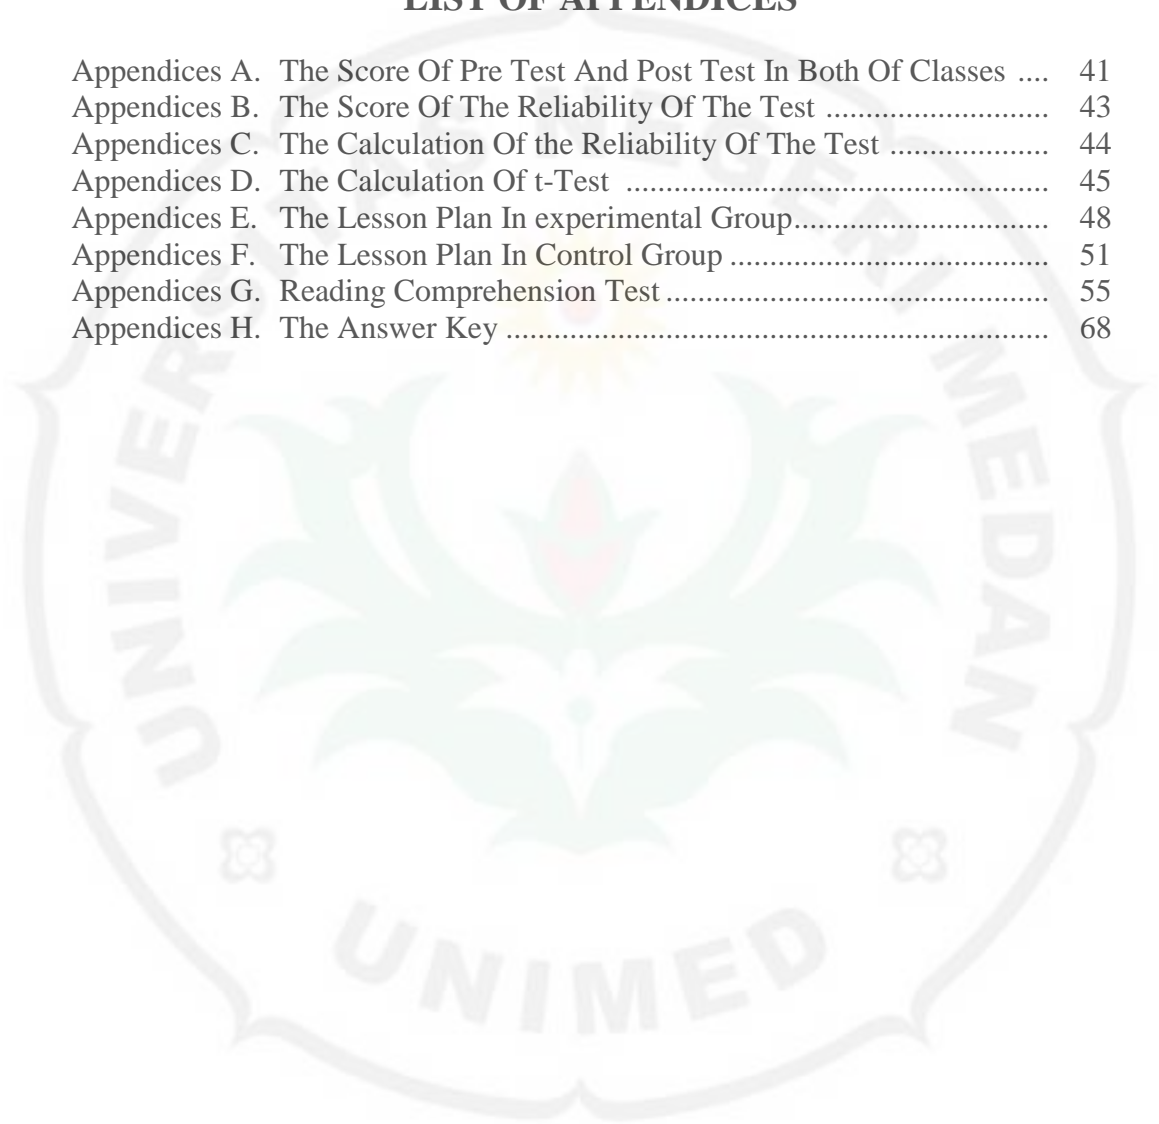 LIST OF APPENDICES
Appendices A. The Score Of Pre Test And Post Test In Both Of Classes .... 41
Appendices B. The Score Of The Reliability Of The Test ........................... 43
Appendices C. The Calculation Of the Reliability Of The Test ................... 44
Appendices D. The Calculation Of t-Test ................................................... 45
Appendices E. The Lesson Plan In experimental Group............................... 48
Appendices F. The Lesson Plan In Control Group ....................................... 51
Appendices G. Reading Comprehension Test............................................... 55
Appendices H. The Answer Key .................................................................. 68
UNIVERSITAS NEGERI MEDAN
UNIMED